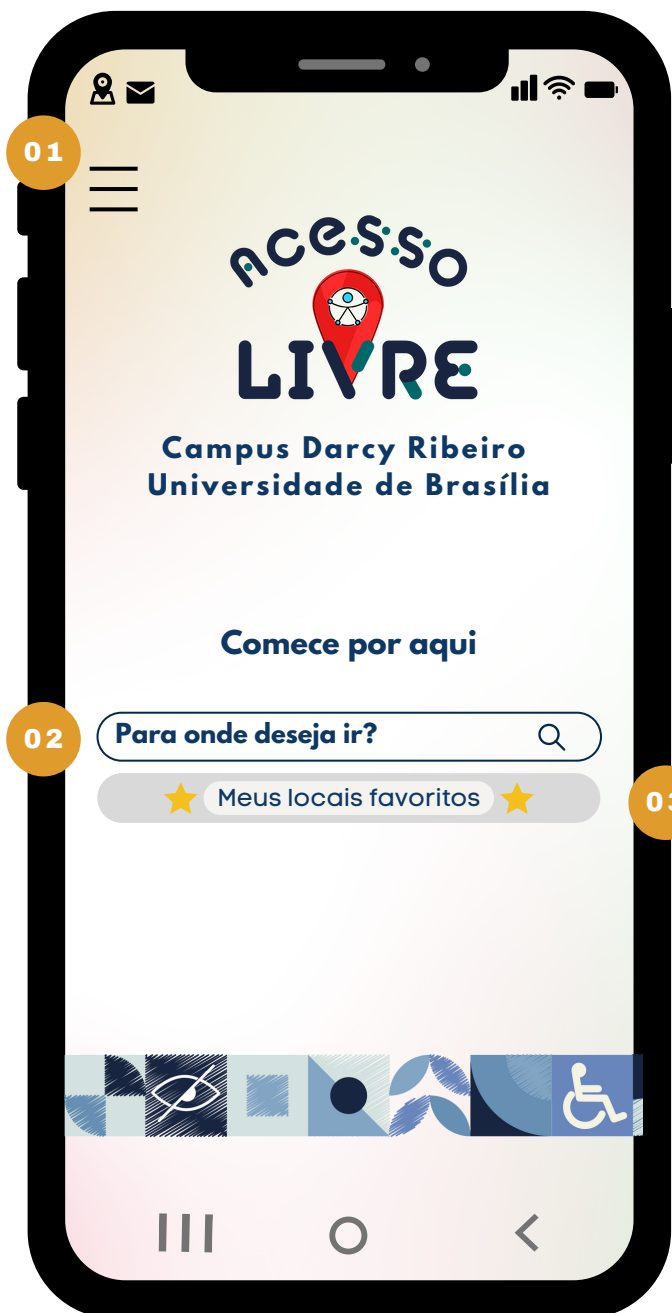 01
ACESSO
LIVRE
Campus Darcy Ribeiro
Universidade de Brasília
Comece por aqui
02
Para onde deseja ir?
Meus locais favoritos
03